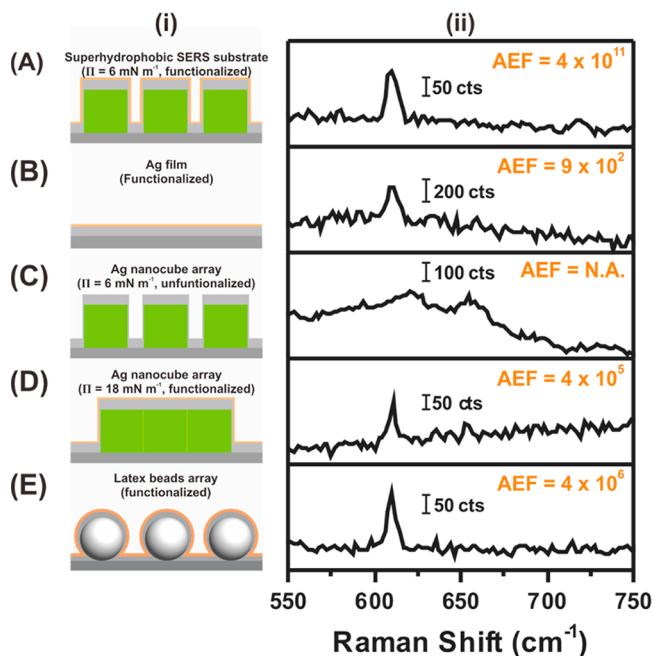 (i)
(ii)
(A)
Superhydrophobic SERS substrate
(Π = 6 mN m⁻¹, functionalized)
AEF = 4 x 10¹¹
50 cts
(B)
Ag film
(Functionalized)
AEF = 9 x 10²
200 cts
(C)
Ag nanocube array
(Π = 6 mN m⁻¹, unfuntionalized)
AEF = N.A.
100 cts
(D)
Ag nanocube array
(Π = 18 mN m⁻¹, functionalized)
AEF = 4 x 10⁵
50 cts
(E)
Latex beads array
(functionalized)
AEF = 4 x 10⁶
50 cts
550 600 650 700 750
Raman Shift (cm⁻¹)